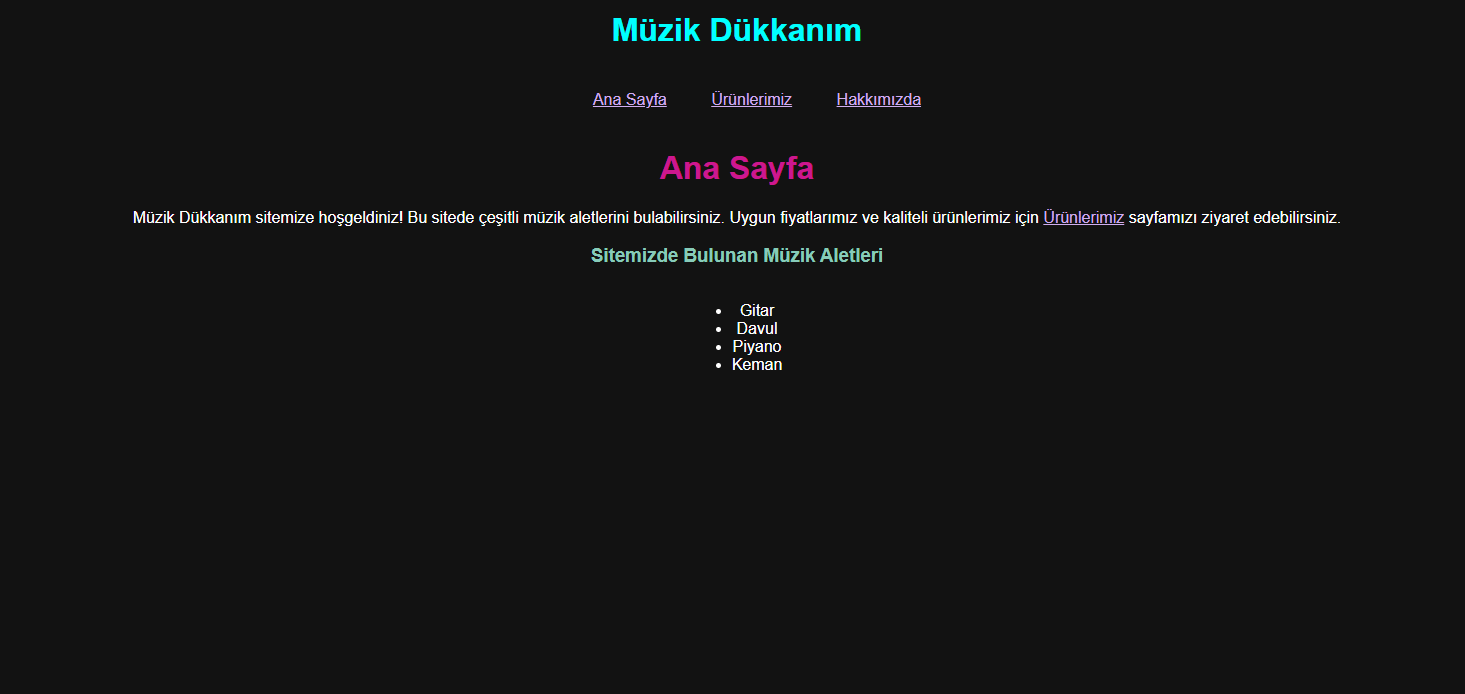 Müzik Dükkanım
Ana Sayfa Ürünlerimiz Hakkımızda
Ana Sayfa
Müzik Dükkanım sitemize hoşgeldiniz! Bu sitede çeşitli müzik aletlerini bulabilirsiniz. Uygun fiyatlarımız ve kaliteli ürünlerimiz için Ürünlerimiz sayfamızı ziyaret edebilirsiniz.
Sitemizde Bulunan Müzik Aletleri
• Gitar
• Davul
• Piyano
• Keman